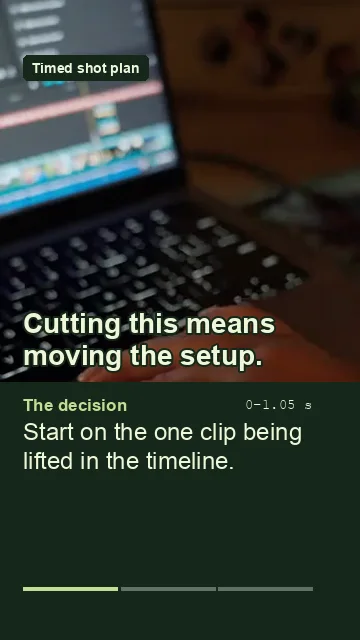 Timed shot plan
Cutting this means
moving the setup.
The decision
0–1.05 s
Start on the one clip being
lifted in the timeline.